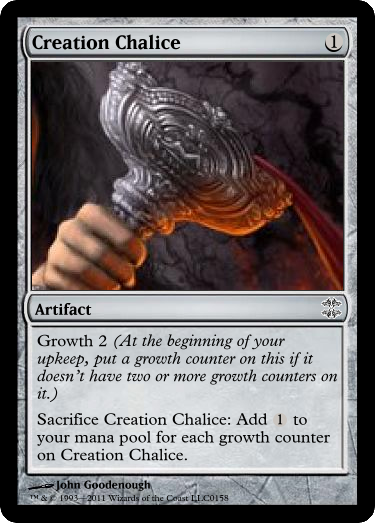 Creation Chalice 1
Artifact
Growth 2 (At the beginning of your
upkeep, put a growth counter on this if it
doesn't have two or more growth counters on
it.)
Sacrifice Creation Chalice: Add 1 to
your mana pool for each growth counter
on Creation Chalice.
John Goodenough
™ & © 1993–2011 Wizards of the Coast LLC0158